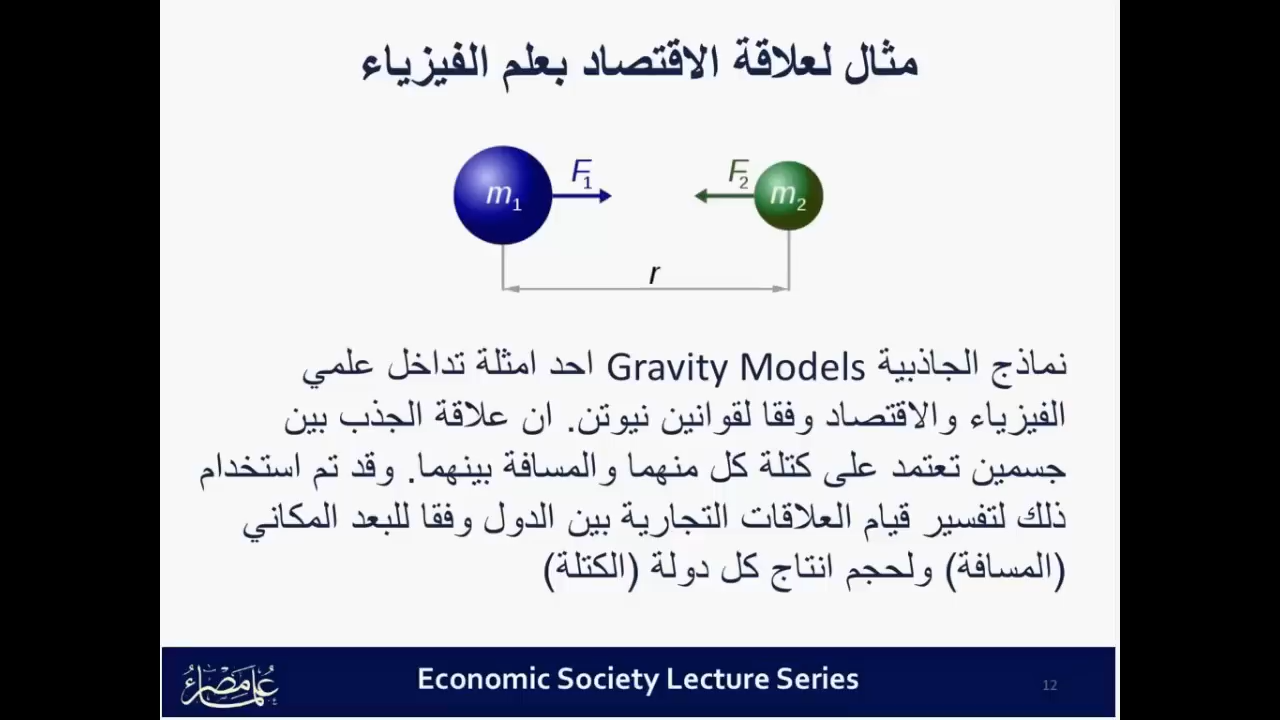 مثال لعلاقة الاقتصاد بعلم الفيزياء
m1
F1
F2
m2
r
نماذج الجاذبية Gravity Models احد امثلة تداخل علمي
الفيزياء والاقتصاد وفقا لقوانين نيوتن. ان علاقة الجذب بين
جسمين تعتمد على كتلة كل منهما والمسافة بينهما. وقد تم استخدام
ذلك لتفسير قيام العلاقات التجارية بين الدول وفقا للبعد المكاني
(المسافة) ولحجم انتاج كل دولة (الكتلة)
علماء مصر
Economic Society Lecture Series
12